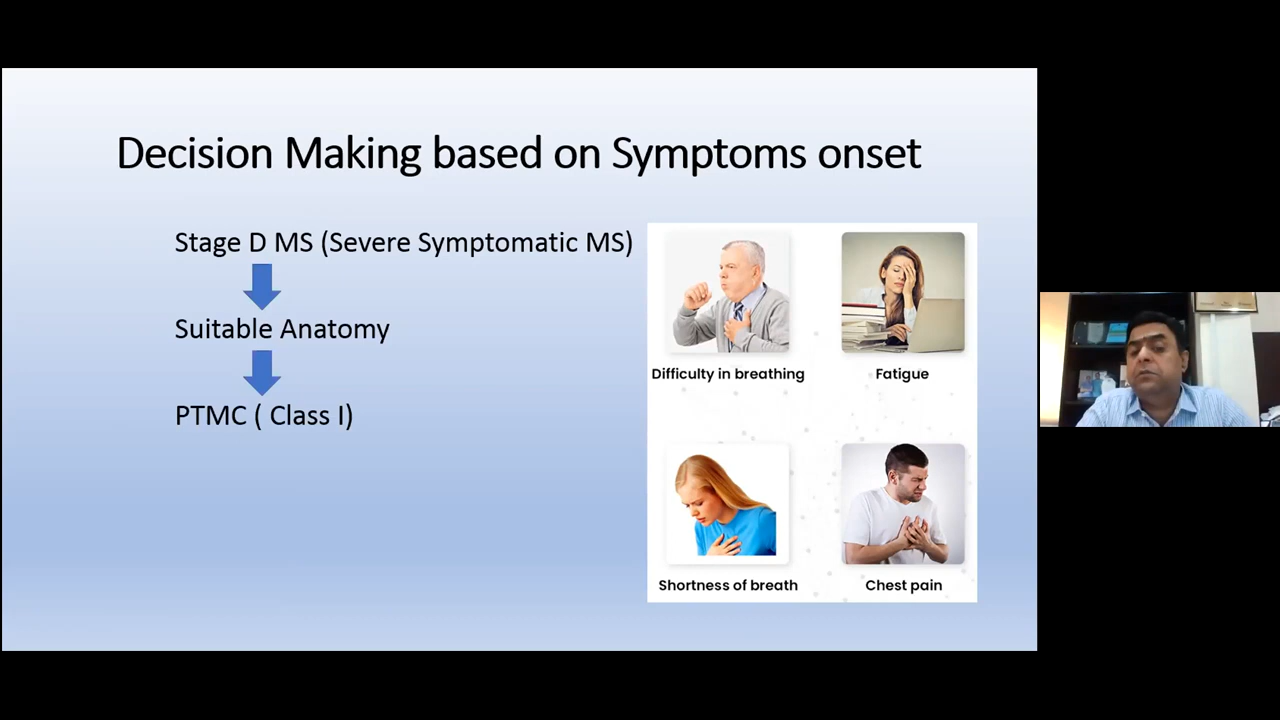 Decision Making based on Symptoms onset
Stage D MS (Severe Symptomatic MS)
Suitable Anatomy
PTMC ( Class I)
Difficulty in breathing
Fatigue
Shortness of breath
Chest pain